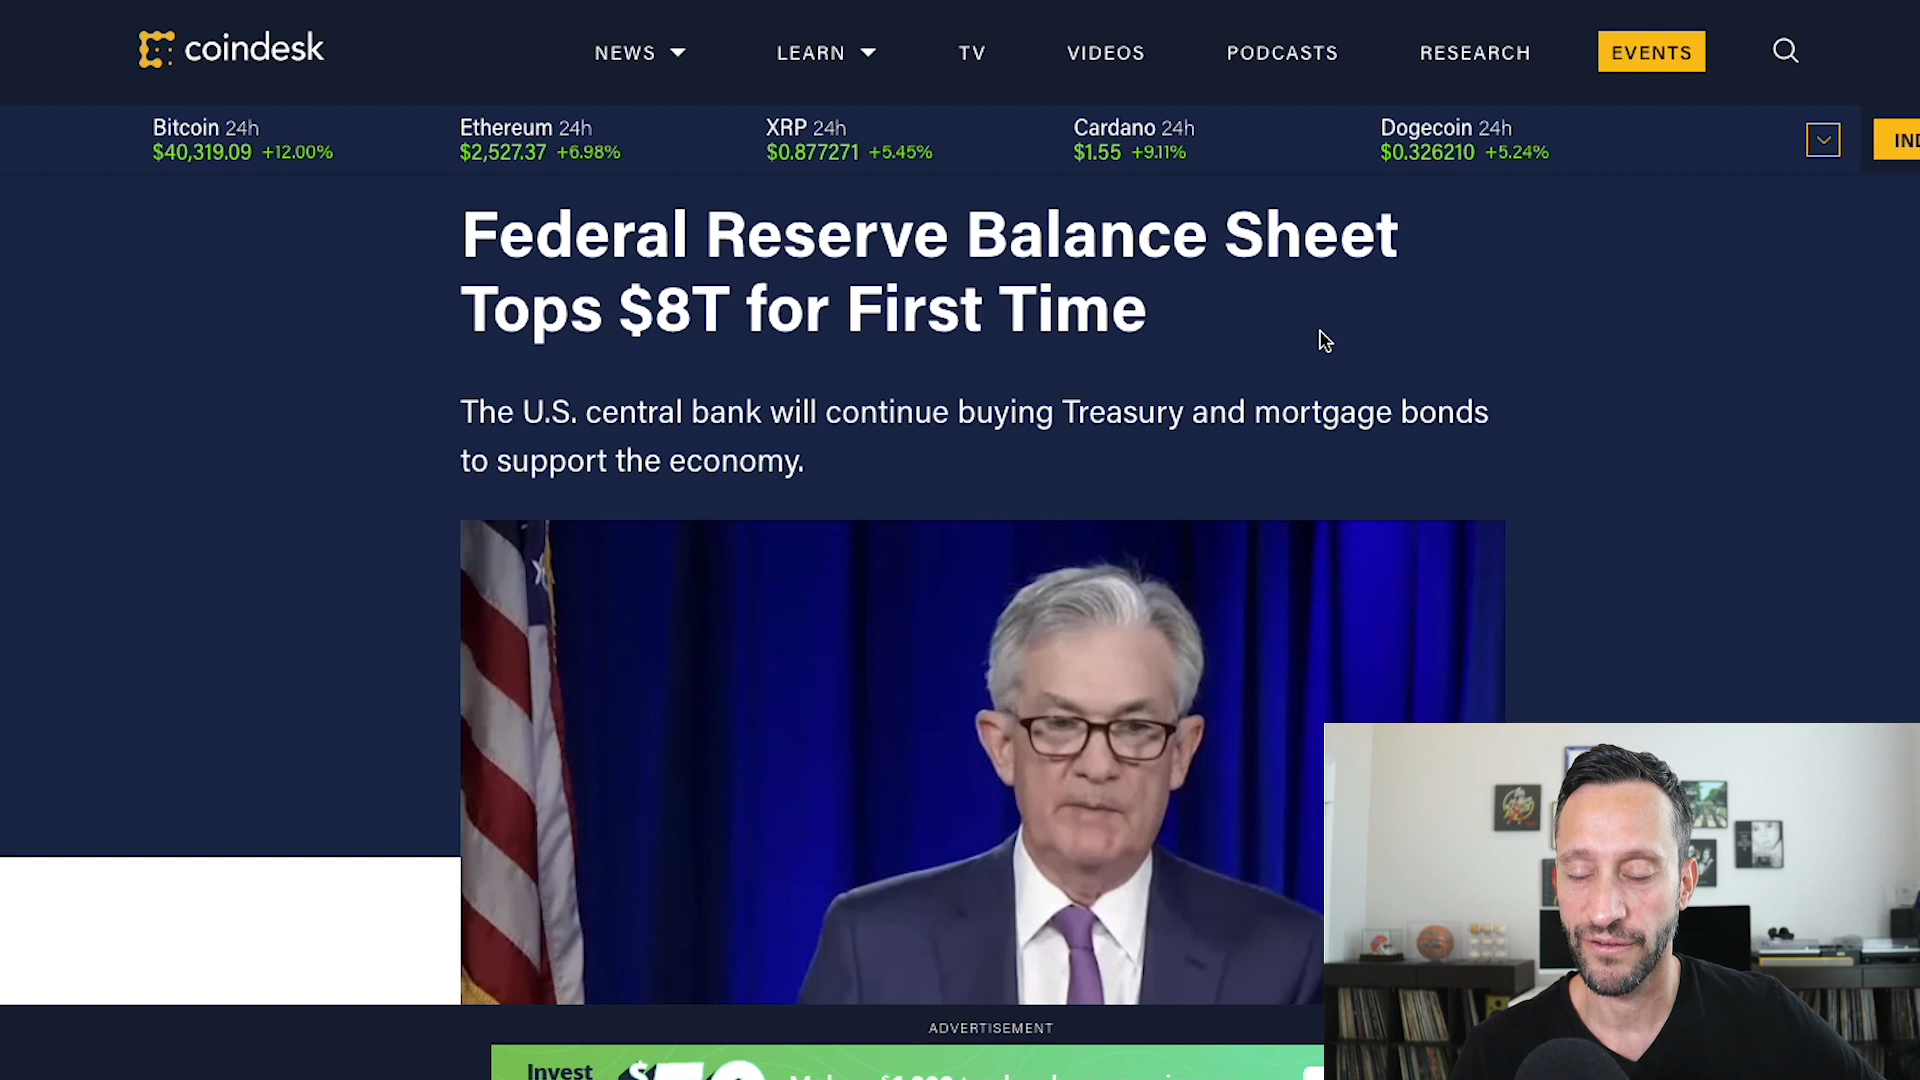 coindesk
NEWS
LEARN
TV
VIDEOS
PODCASTS
RESEARCH
EVENTS
Bitcoin 24h
$40,319.09 +12.00%
Ethereum 24h
$2,527.37 +6.98%
XRP 24h
$0.877271 +5.45%
Cardano 24h
$1.55 +9.11%
Dogecoin 24h
$0.326210 +5.24%
Federal Reserve Balance Sheet
Tops $8T for First Time
The U.S. central bank will continue buying Treasury and mortgage bonds
to support the economy.
ADVERTISEMENT
Invest